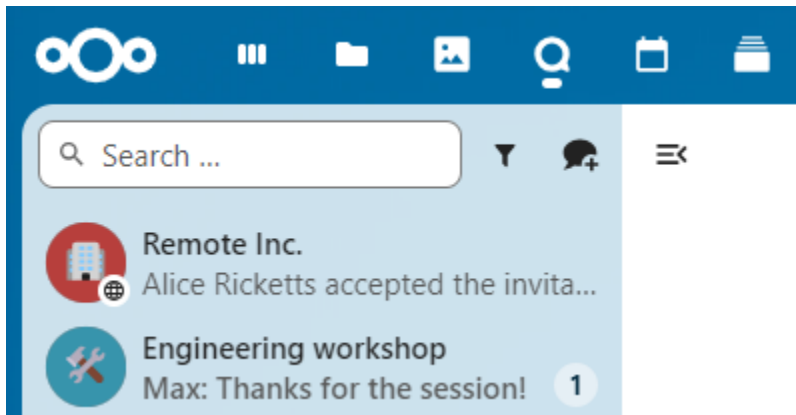 Search ...
Remote Inc.
Alice Ricketts accepted the invita...
Engineering workshop
Max: Thanks for the session! 1